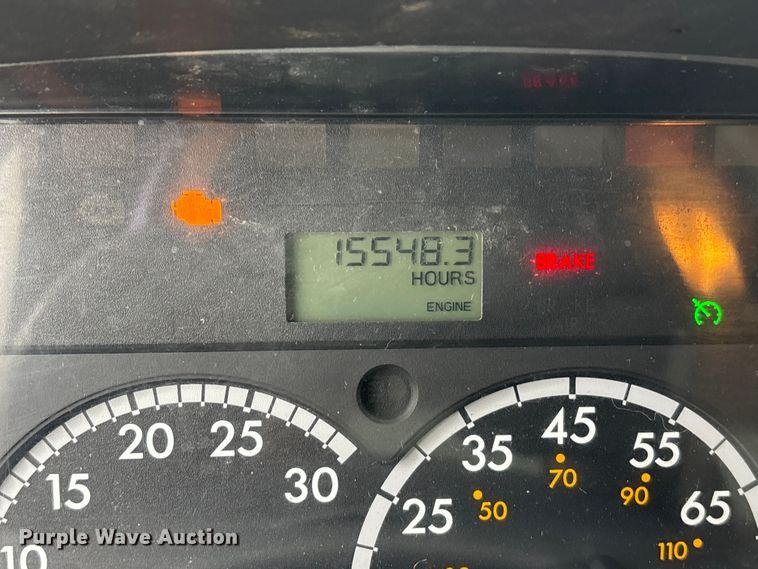 15548.3
HOURS
ENGINE
BRAKE
10 15 20 25 30
25 35 45 55 65
50 70 90 110
Purple Wave Auction